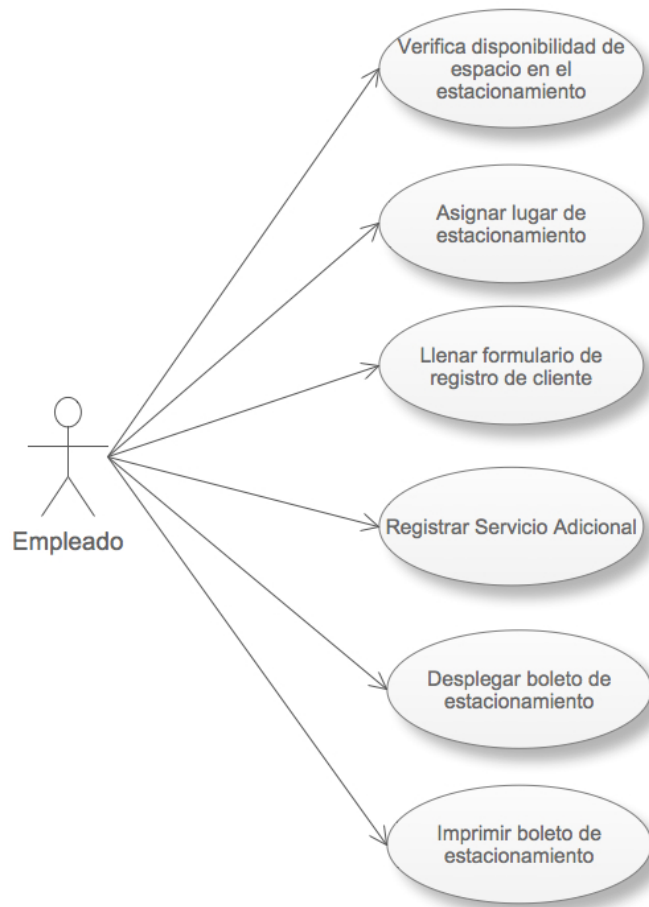 Verifica disponibilidad de
espacio en el
estacionamiento
Asignar lugar de
estacionamiento
Llenar formulario de
registro de cliente
Empleado
Registrar Servicio Adicional
Desplegar boleto de
estacionamiento
Imprimir boleto de
estacionamiento